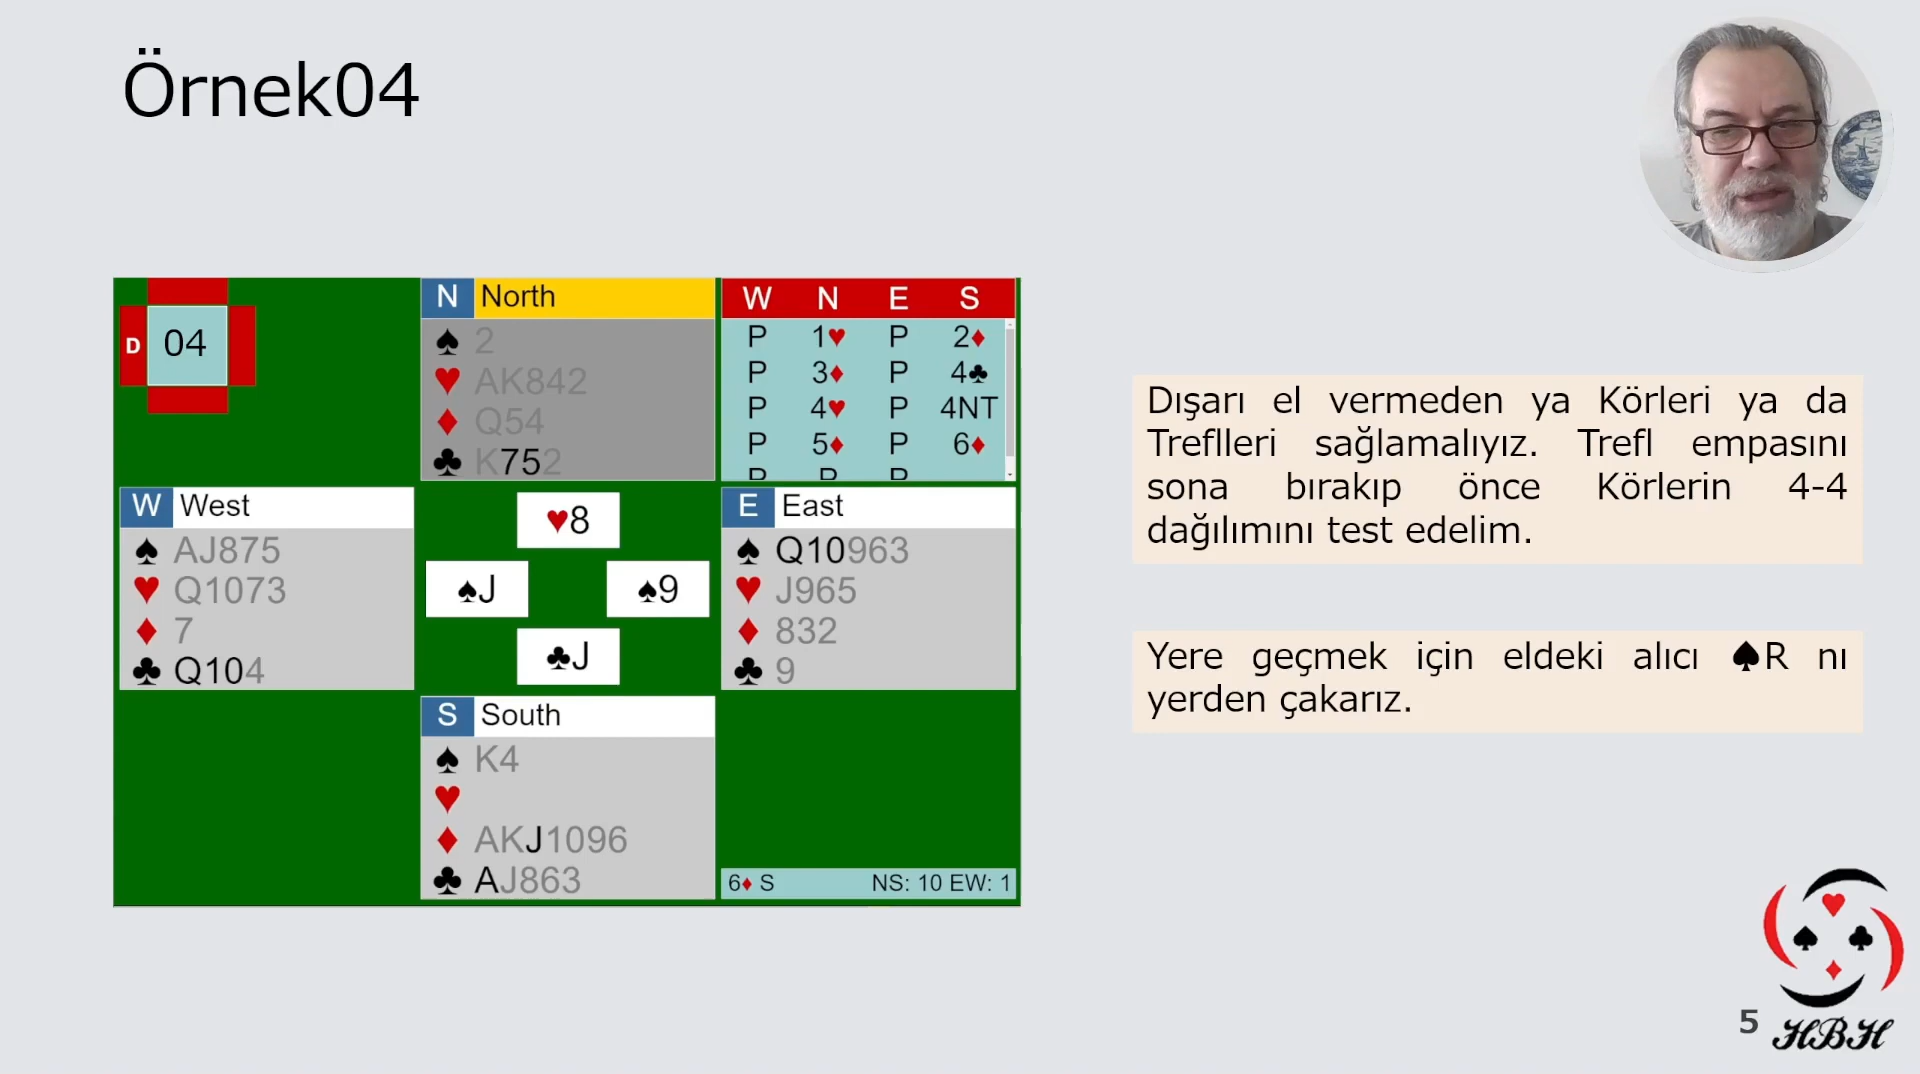 Örnek04
D 04
N North
♠ 2
♥ AK842
♦ Q54
♣ K752
W N E S
P 1♥ P 2♦
P 3♦ P 4♣
P 4♥ P 4NT
P 5♦ P 6♦
P P P
W West
♠ AJ875
♥ Q1073
♦ 7
♣ Q104
♥8
♠J
♠9
♣J
E East
♠ Q10963
♥ J965
♦ 832
♣ 9
S South
♠ K4
♥
♦ AKJ1096
♣ AJ863
6♦ S NS: 10 EW: 1
Dışarı el vermeden ya Körleri ya da
Treflleri sağlamalıyız. Trefl empasını
sona bırakıp önce Körlerin 4-4
dağılımını test edelim.
Yere geçmek için eldeki alıcı ♠R nı
yerden çakarız.
5
HBH